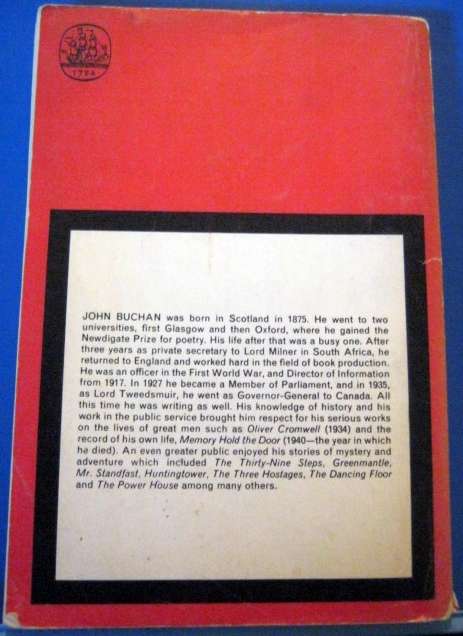 1724
JOHN BUCHAN was born in Scotland in 1875. He went to two
universities, first Glasgow and then Oxford, where he gained the
Newdigate Prize for poetry. His life after that was a busy one. After
three years as private secretary to Lord Milner in South Africa, he
returned to England and worked hard in the field of book production.
He was an officer in the First World War, and Director of Information
from 1917. In 1927 he became a Member of Parliament, and in 1935,
as Lord Tweedsmuir, he went as Governor-General to Canada. All
this time he was writing as well. His knowledge of history and his
work in the public service brought him respect for his serious works
on the lives of great men such as Oliver Cromwell (1934) and the
record of his own life, Memory Hold the Door (1940—the year in which
he died). An even greater public enjoyed his stories of mystery and
adventure which included The Thirty-Nine Steps, Greenmantle,
Mr. Standfast, Huntingtower, The Three Hostages, The Dancing Floor
and The Power House among many others.